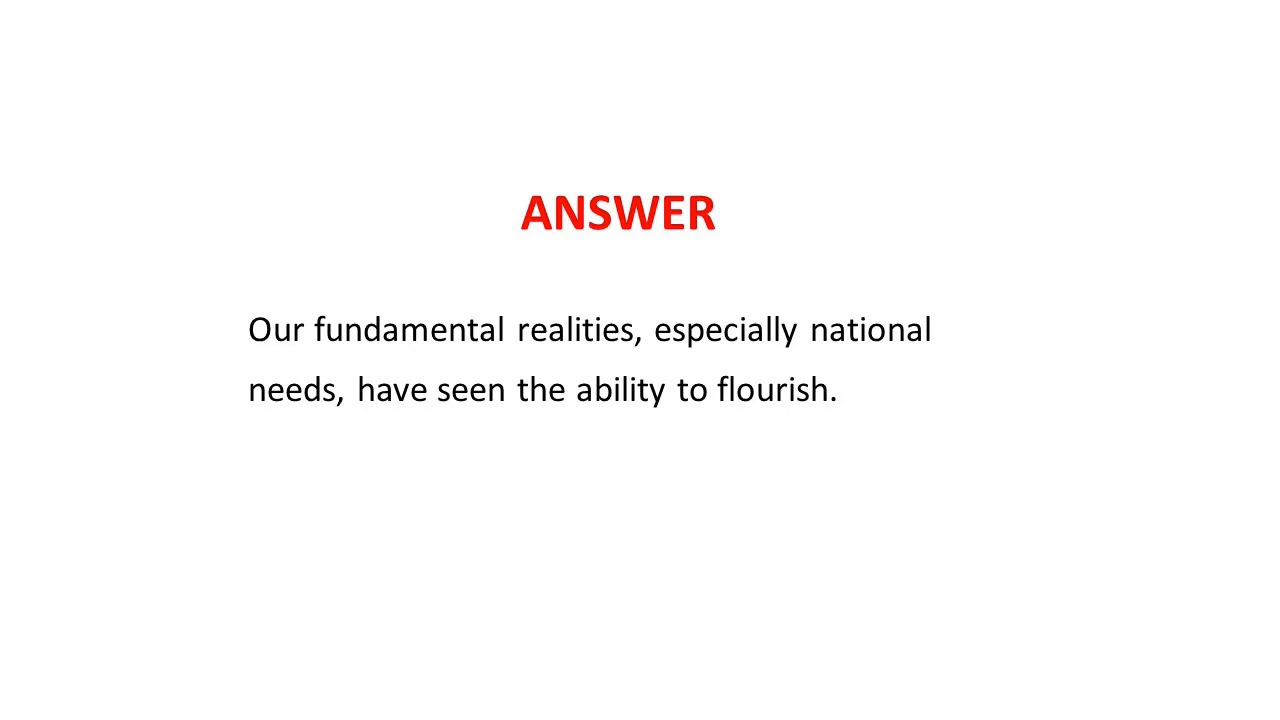 ANSWER
Our fundamental realities, especially national
needs, have seen the ability to flourish.